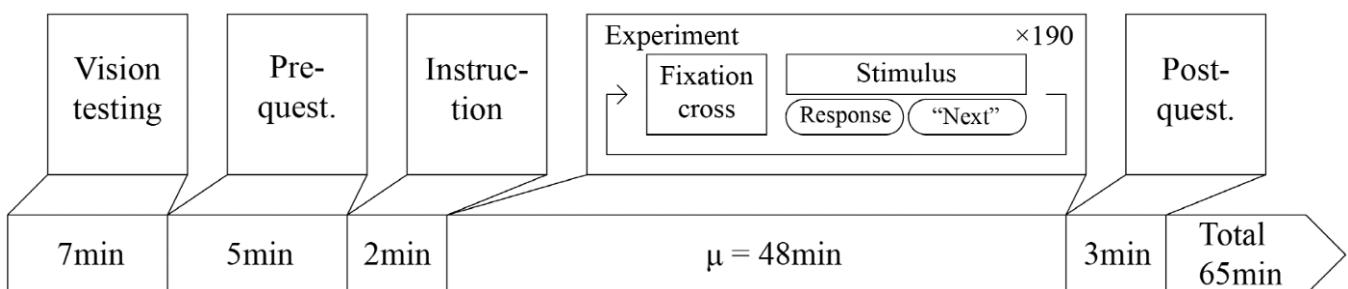 Vision
testing
Pre-
quest.
Instruc-
tion
Experiment ×190
Fixation
cross
Stimulus
Response “Next”
Post-
quest.
7min 5min 2min μ = 48min 3min Total
65min